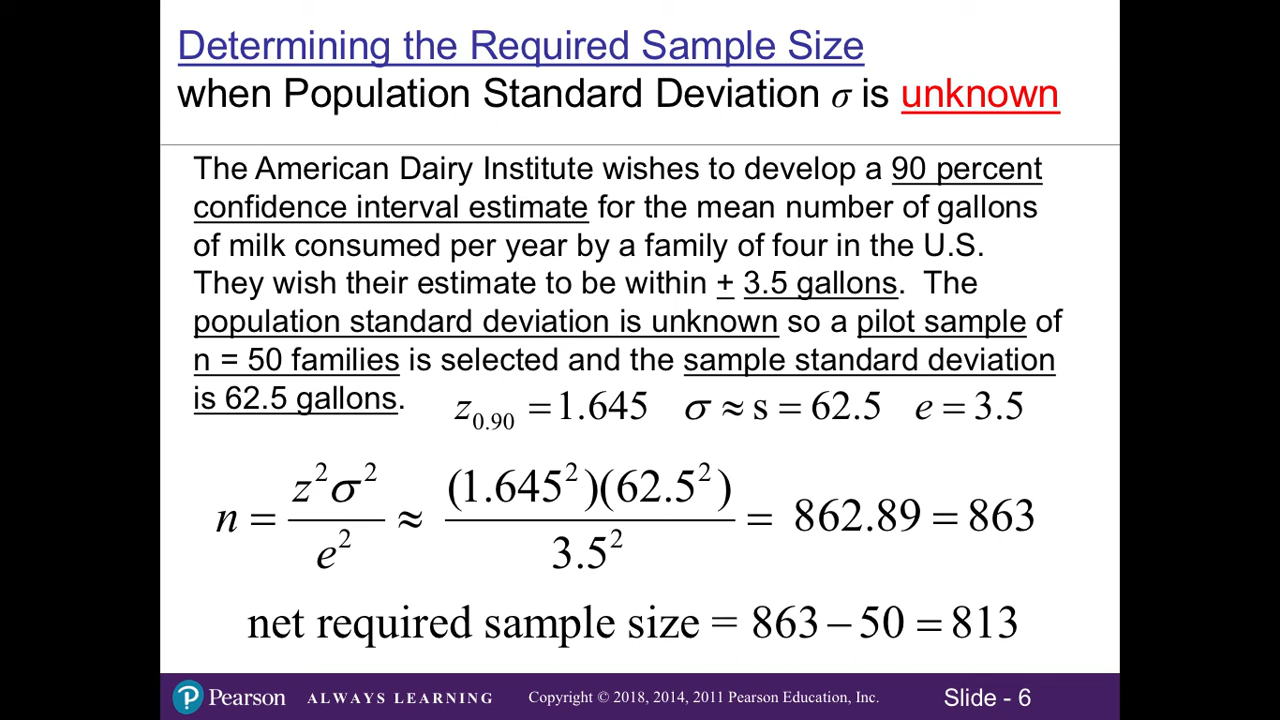 Determining the Required Sample Size
when Population Standard Deviation σ is unknown
The American Dairy Institute wishes to develop a 90 percent
confidence interval estimate for the mean number of gallons
of milk consumed per year by a family of four in the U.S.
They wish their estimate to be within ± 3.5 gallons. The
population standard deviation is unknown so a pilot sample of
n = 50 families is selected and the sample standard deviation
is 62.5 gallons.
z₀.₉₀ = 1.645 σ ≈ s = 62.5 e = 3.5
n = z²σ² / e² ≈ (1.645²)(62.5²) / 3.5² = 862.89 = 863
net required sample size = 863 – 50 = 813
P Pearson ALWAYS LEARNING Copyright © 2018, 2014, 2011 Pearson Education, Inc. Slide - 6